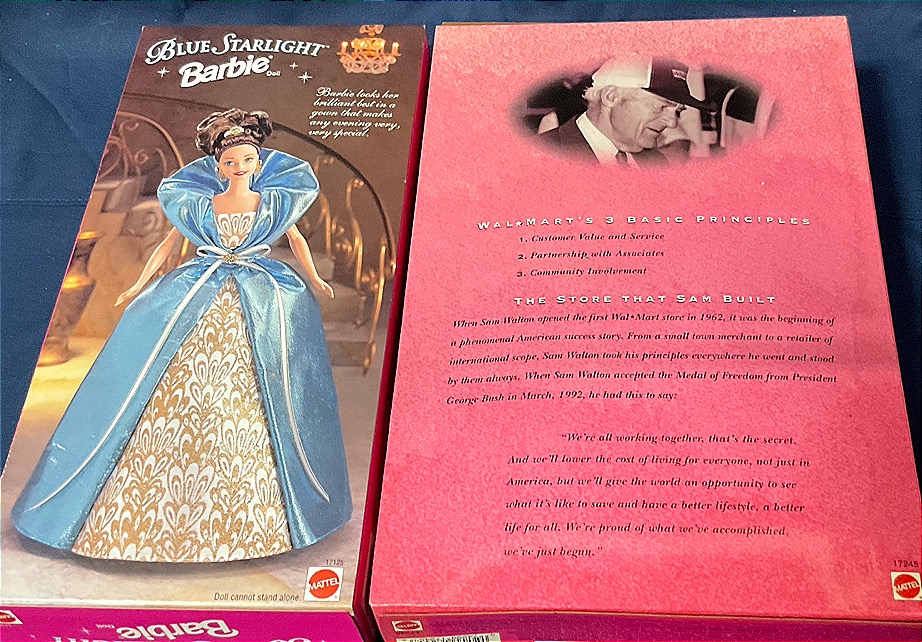 BLUE STARLIGHT™
Barbie® Doll
Barbie looks her
brilliant best in a
gown that makes
any evening very,
very special.
17125
MATTEL
Doll cannot stand alone.
Barbie
WAL★MART'S 3 BASIC PRINCIPLES
1. Customer Value and Service
2. Partnership with Associates
3. Community Involvement
THE STORE THAT SAM BUILT
When Sam Walton opened the first Wal•Mart store in 1962, it was the beginning of
a phenomenal American success story. From a small town merchant to a retailer of
international scope, Sam Walton took his principles everywhere he went and stood
by them always. When Sam Walton accepted the Medal of Freedom from President
George Bush in March, 1992, he had this to say:
"We're all working together, that's the secret.
And we'll lower the cost of living for everyone, not just in
America, but we'll give the world an opportunity to see
what it's like to save and have a better lifestyle, a better
life for all. We're proud of what we've accomplished,
we've just begun."
17245
MATTEL